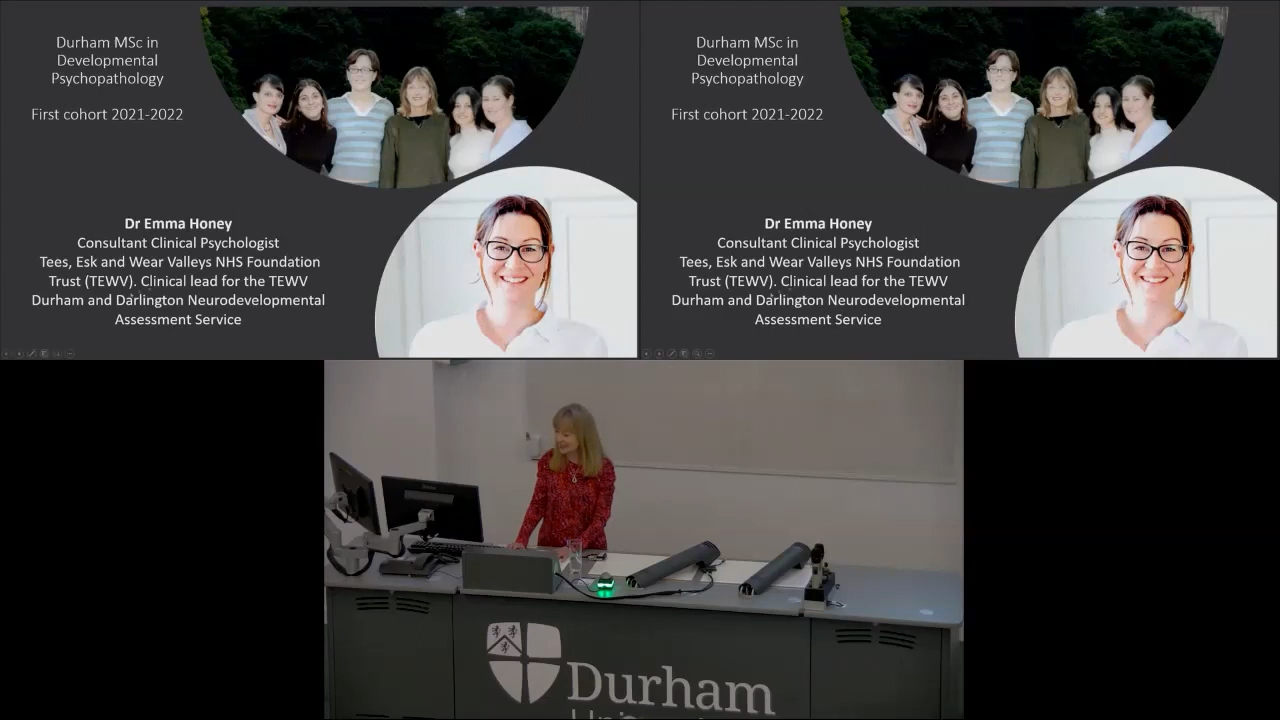 Durham MSc in
Developmental
Psychopathology
First cohort 2021-2022
Dr Emma Honey
Consultant Clinical Psychologist
Tees, Esk and Wear Valleys NHS Foundation
Trust (TEWV). Clinical lead for the TEWV
Durham and Darlington Neurodevelopmental
Assessment Service
Durham MSc in
Developmental
Psychopathology
First cohort 2021-2022
Dr Emma Honey
Consultant Clinical Psychologist
Tees, Esk and Wear Valleys NHS Foundation
Trust (TEWV). Clinical lead for the TEWV
Durham and Darlington Neurodevelopmental
Assessment Service
Durham